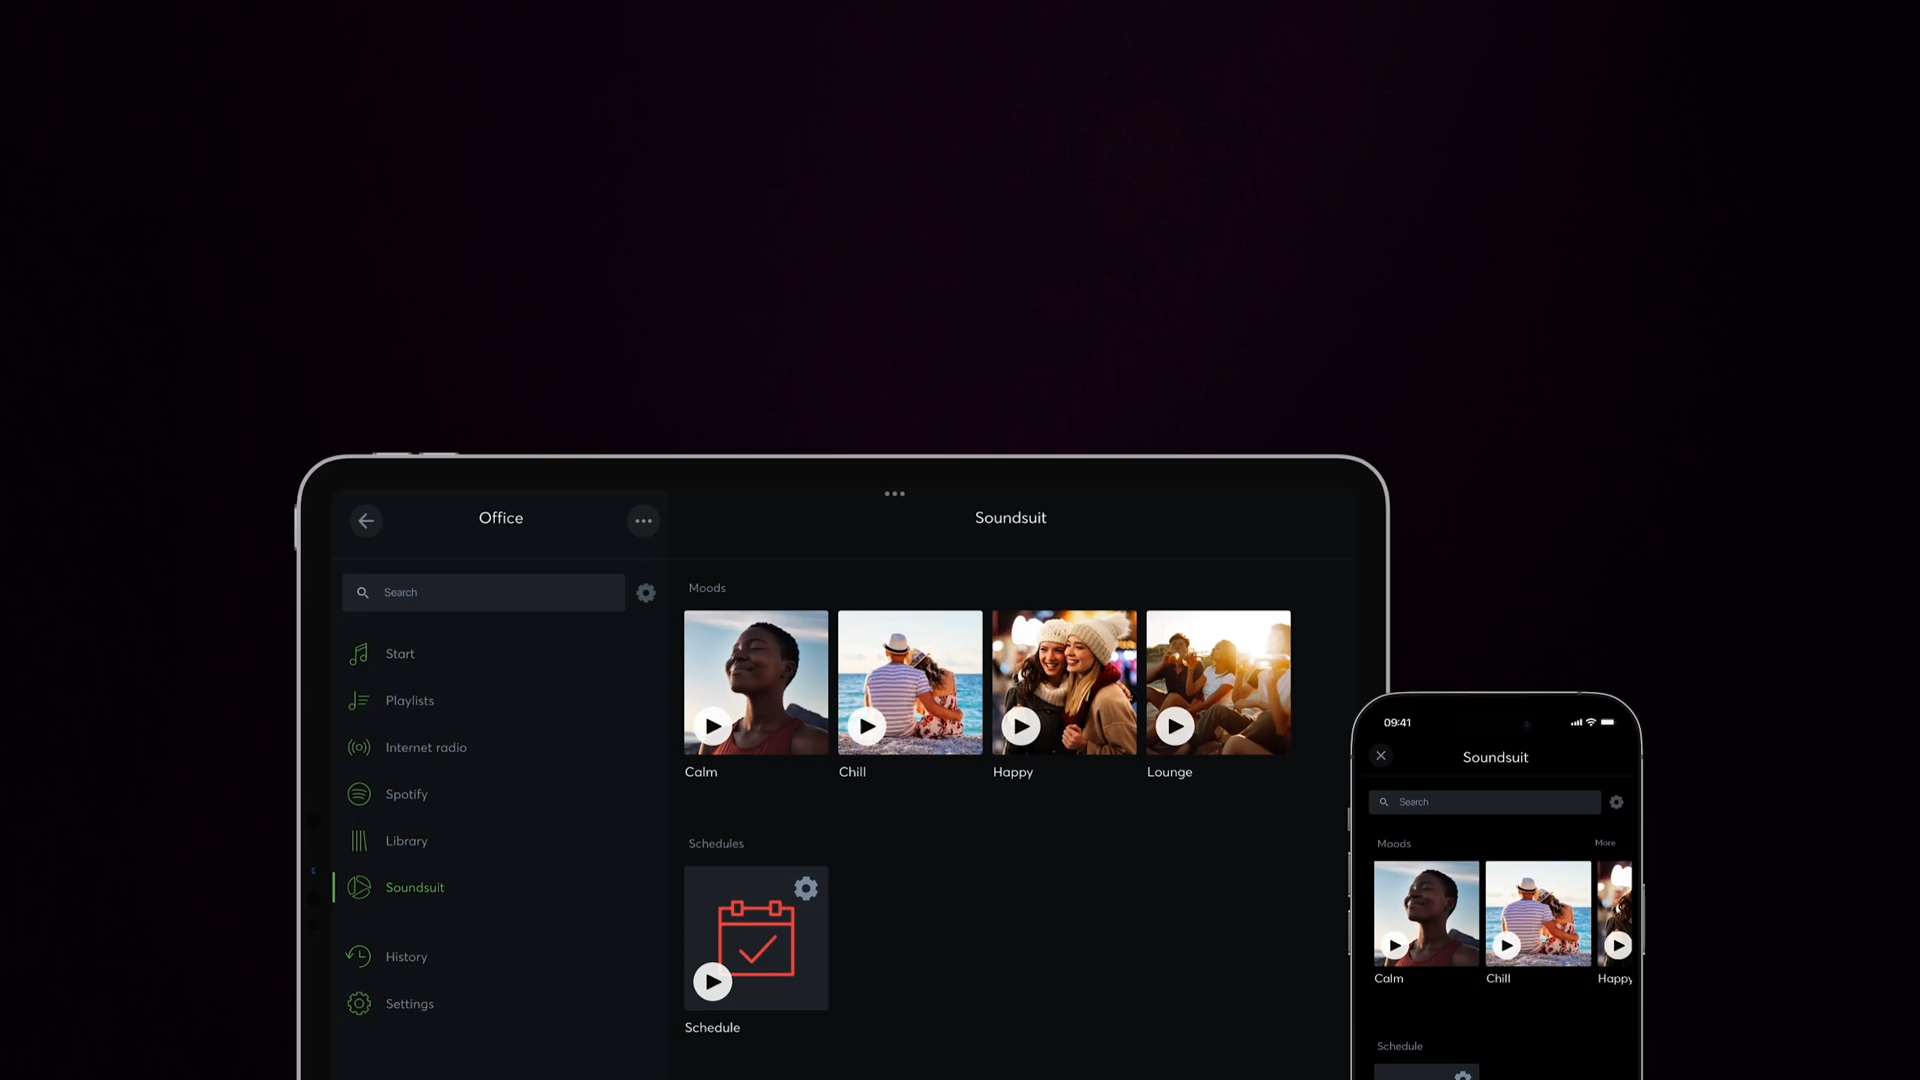 Office
Soundsuit
Search
Start
Playlists
Internet radio
Spotify
Library
Soundsuit
History
Settings
Moods
Calm
Chill
Happy
Lounge
Schedules
Schedule
09:41
Soundsuit
Search
Moods
More
Calm
Chill
Happy
Schedule